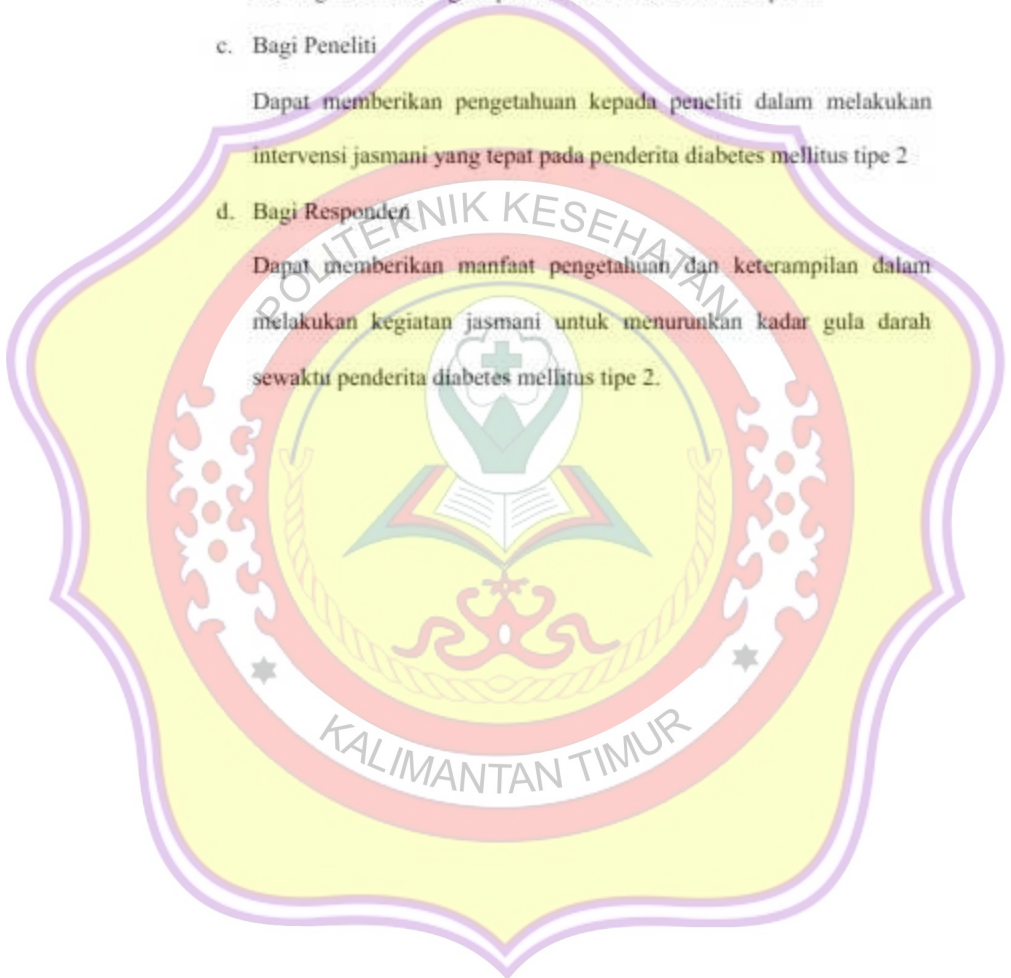 c. Bagi Peneliti
Dapat memberikan pengetahuan kepada peneliti dalam melakukan
intervensi jasmani yang tepat pada penderita diabetes mellitus tipe 2
d. Bagi Responden
Dapat memberikan manfaat pengetahuan dan keterampilan dalam
melakukan kegiatan jasmani untuk menurunkan kadar gula darah
sewaktu penderita diabetes mellitus tipe 2.
POLITEKNIK KESEHATAN
KALIMANTAN TIMUR